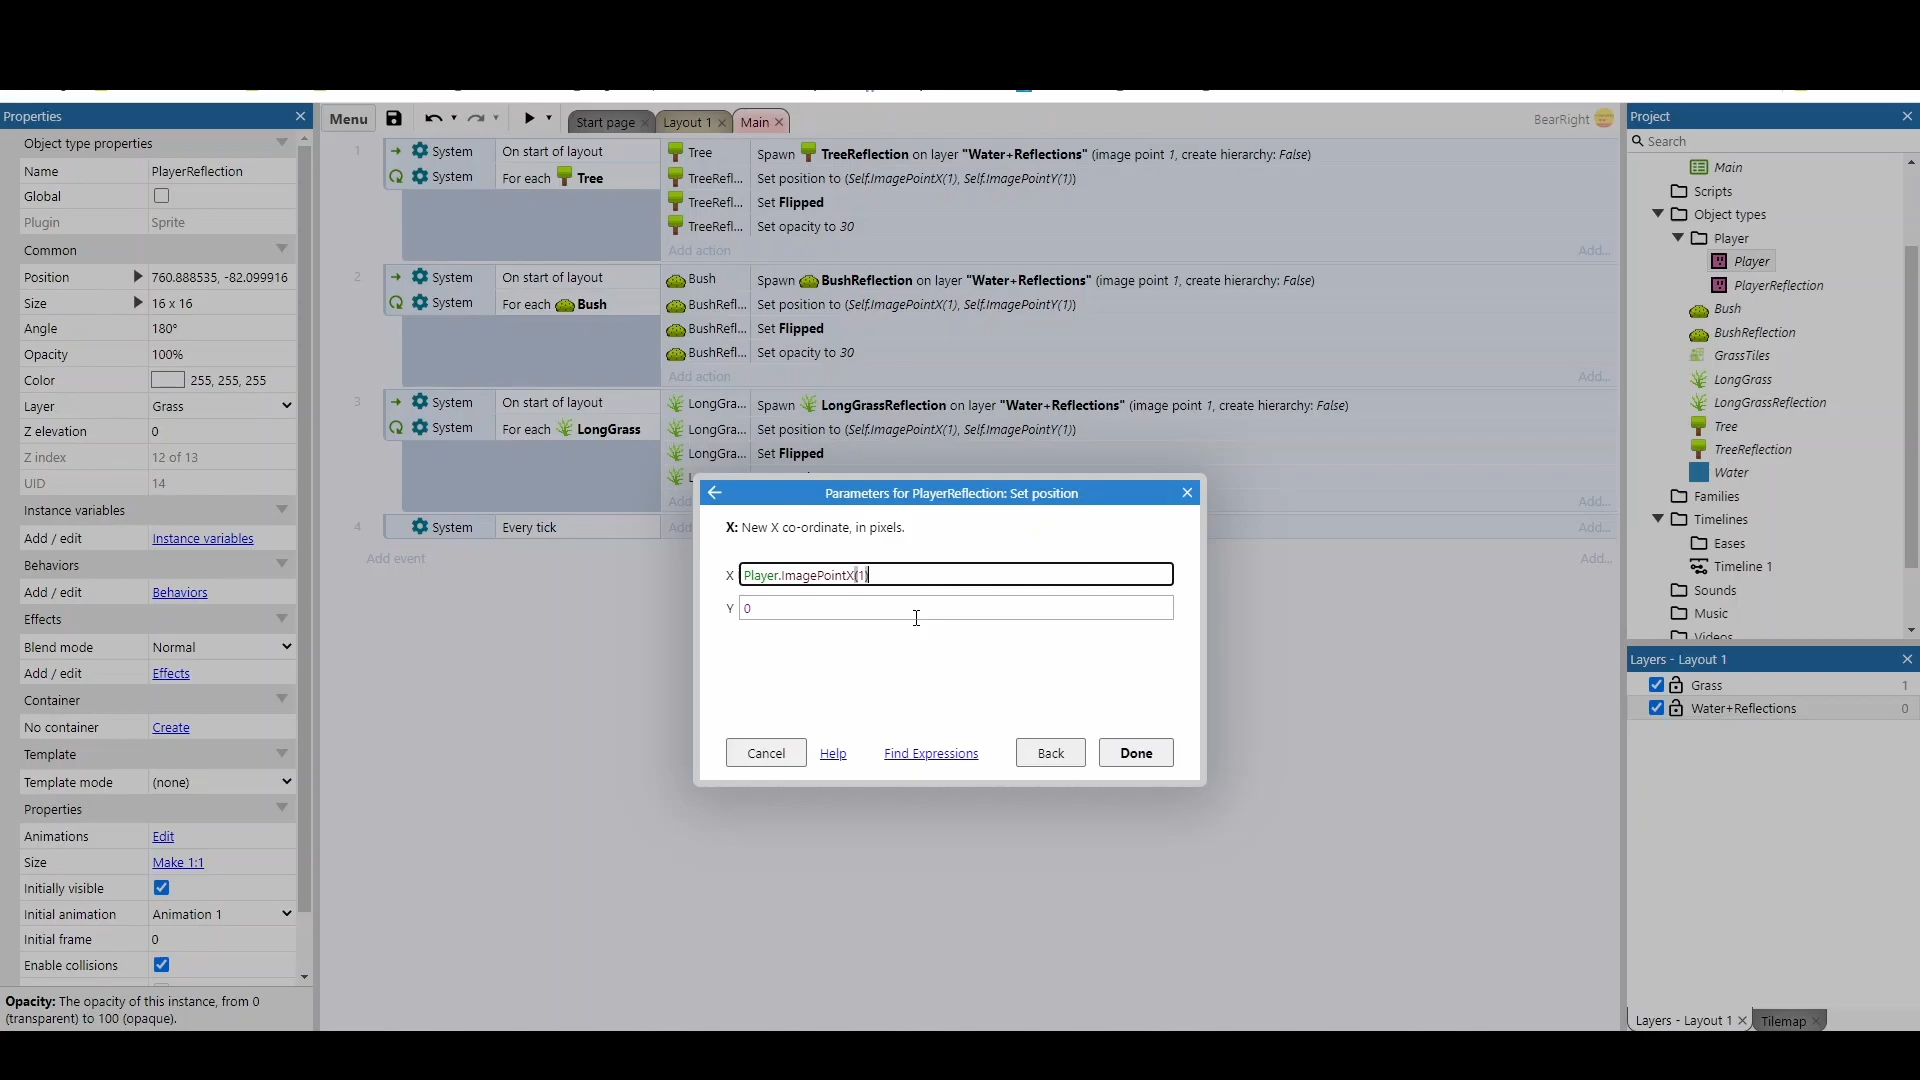 Properties
Object type properties
Name PlayerReflection
Global
Plugin Sprite
Common
Position 760.888535, -82.099916
Size 16 x 16
Angle 180°
Opacity 100%
Color 255, 255, 255
Layer Grass
Z elevation 0
Z index 12 of 13
UID 14
Instance variables
Add / edit Instance variables
Behaviors
Add / edit Behaviors
Effects
Blend mode Normal
Add / edit Effects
Container
No container Create
Template
Template mode (none)
Properties
Animations Edit
Size Make 1:1
Initially visible
Initial animation Animation 1
Initial frame 0
Enable collisions
Opacity: The opacity of this instance, from 0
(transparent) to 100 (opaque).
Menu Start page Layout 1 Main BearRight
1 System On start of layout Tree Spawn TreeReflection on layer "Water+Reflections" (image point 1, create hierarchy: False)
System For each Tree TreeRefl... Set position to (Self.ImagePointX(1), Self.ImagePointY(1))
TreeRefl... Set Flipped
TreeRefl... Set opacity to 30
Add action Add...
2 System On start of layout Bush Spawn BushReflection on layer "Water+Reflections" (image point 1, create hierarchy: False)
System For each Bush BushRefl... Set position to (Self.ImagePointX(1), Self.ImagePointY(1))
BushRefl... Set Flipped
BushRefl... Set opacity to 30
Add action Add...
3 System On start of layout LongGra... Spawn LongGrassReflection on layer "Water+Reflections" (image point 1, create hierarchy: False)
System For each LongGrass LongGra... Set position to (Self.ImagePointX(1), Self.ImagePointY(1))
LongGra... Set Flipped
Add...
4 System Every tick Add Add...
Add event Add...
Parameters for PlayerReflection: Set position
X: New X co-ordinate, in pixels.
X Player.ImagePointX(1)
Y 0
Cancel Help Find Expressions Back Done
Project
Search
Main
Scripts
Object types
Player
Player
PlayerReflection
Bush
BushReflection
GrassTiles
LongGrass
LongGrassReflection
Tree
TreeReflection
Water
Families
Timelines
Eases
Timeline 1
Sounds
Music
Videos
Layers - Layout 1
Grass 1
Water+Reflections 0
Layers - Layout 1 Tilemap